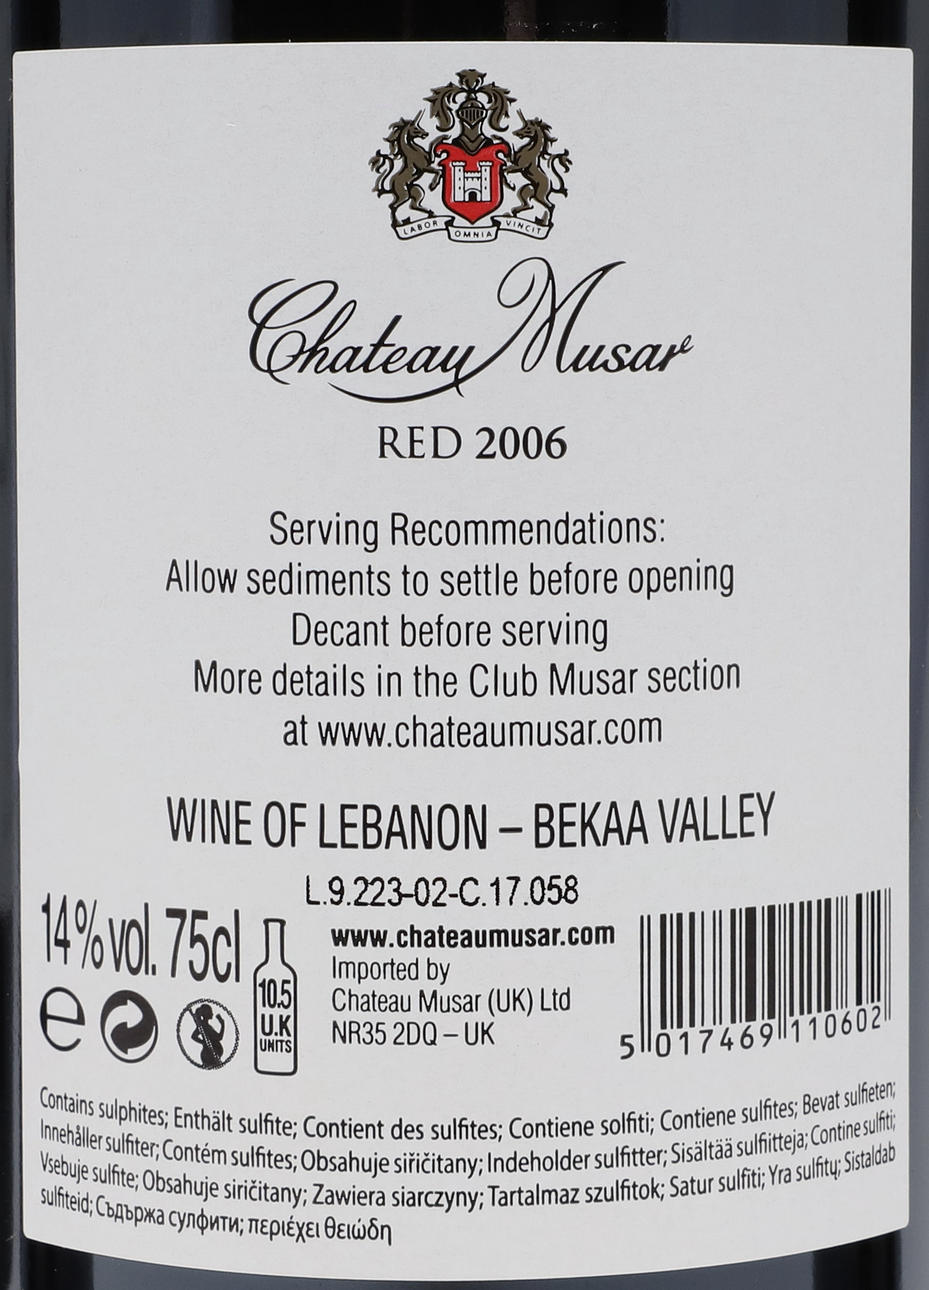 LABOR OMNIA VINCIT
Chateau Musar
RED 2006
Serving Recommendations:
Allow sediments to settle before opening
Decant before serving
More details in the Club Musar section
at www.chateaumusar.com
WINE OF LEBANON – BEKAA VALLEY
L.9.223-02-C.17.058
14%vol. 75cl
e
10.5
U.K
UNITS
www.chateaumusar.com
Imported by
Chateau Musar (UK) Ltd
NR35 2DQ – UK
5 017469 110602
Contains sulphites; Enthält sulfite; Contient des sulfites; Contiene solfiti; Contiene sulfites; Bevat sulfieten;
Innehåller sulfiter; Contém sulfites; Obsahuje siřičitany; Indeholder sulfitter; Sisältää sulfiitteja; Contine sulfiti;
Vsebuje sulfite; Obsahuje siričitany; Zawiera siarczyny; Tartalmaz szulfitok; Satur sulfiti; Yra sulfitų; Sistaldab
sulfiteid; Съдържа сулфити; περιέχει θειώδη